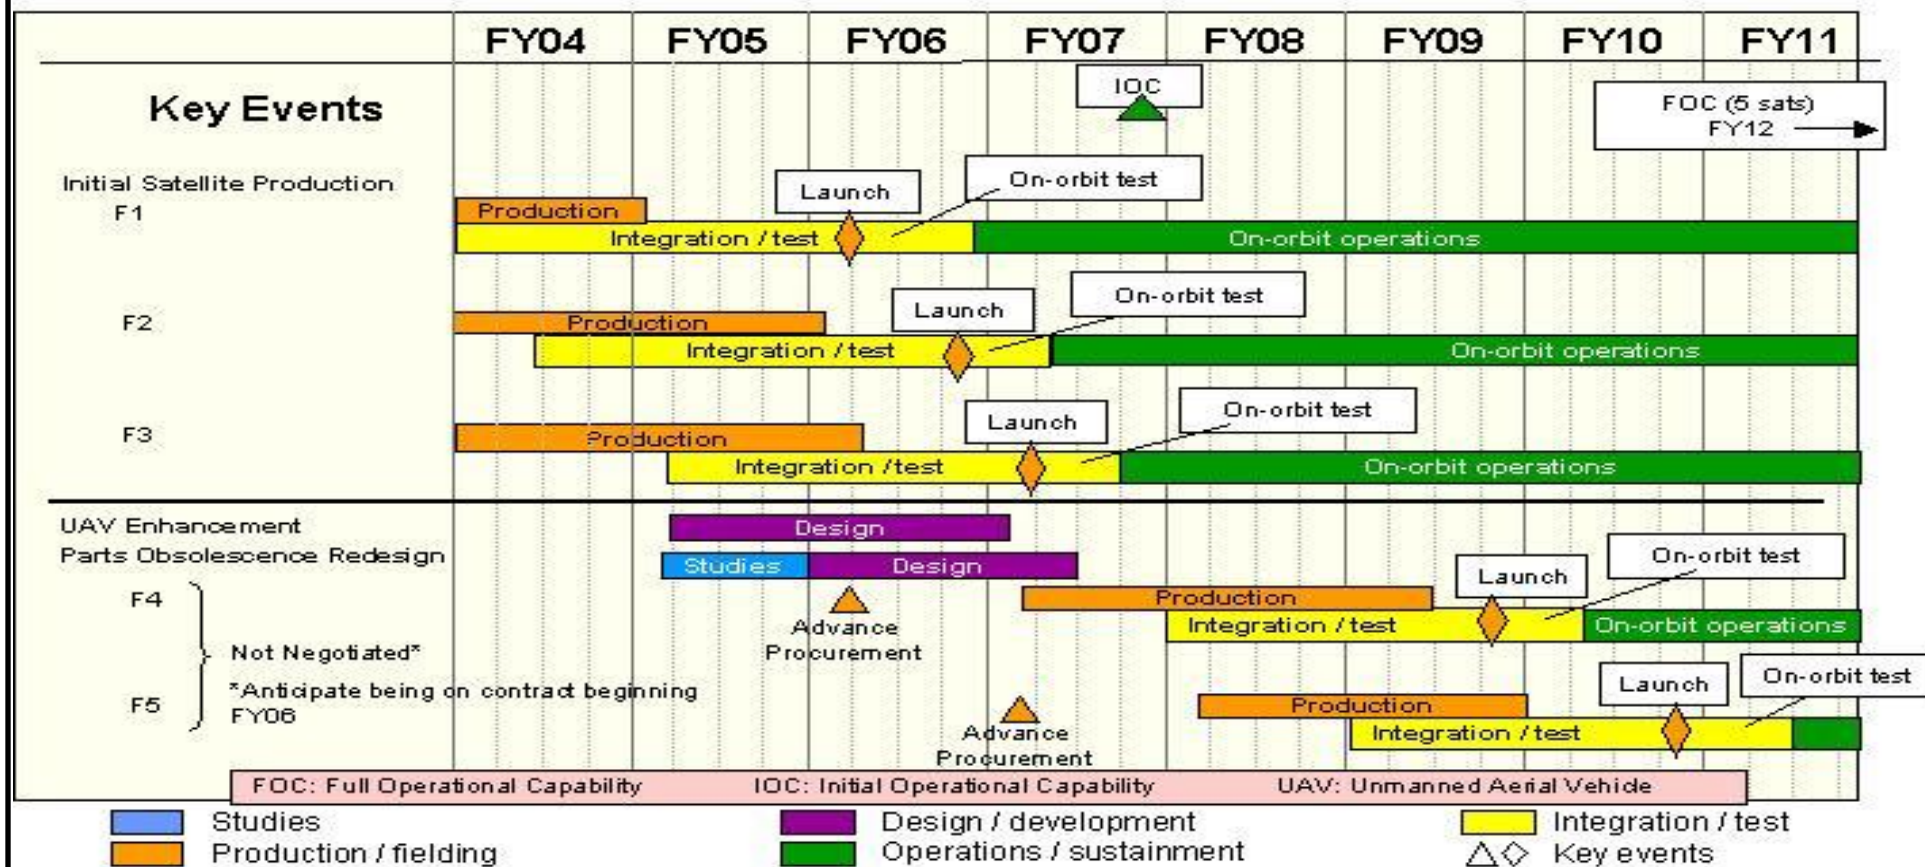 FY04 FY05 FY06 FY07 FY08 FY09 FY10 FY11
Key Events
IOC
FOC (5 sats)
FY12
Initial Satellite Production
F1
Production
Launch
On-orbit test
Integration / test
On-orbit operations
F2
Production
Launch
On-orbit test
Integration / test
On-orbit operations
F3
Production
Launch
On-orbit test
Integration / test
On-orbit operations
UAV Enhancement
Design
Parts Obsolescence Redesign
Studies
Design
F4
Advance
Procurement
Production
Launch
On-orbit test
Integration / test
On-orbit operations
Not Negotiated*
*Anticipate being on contract beginning
FY06
F5
Advance
Procurement
Production
Launch
On-orbit test
Integration / test
FOC: Full Operational Capability IOC: Initial Operational Capability UAV: Unmanned Aerial Vehicle
Studies Design / development Integration / test
Production / fielding Operations / sustainment Key events